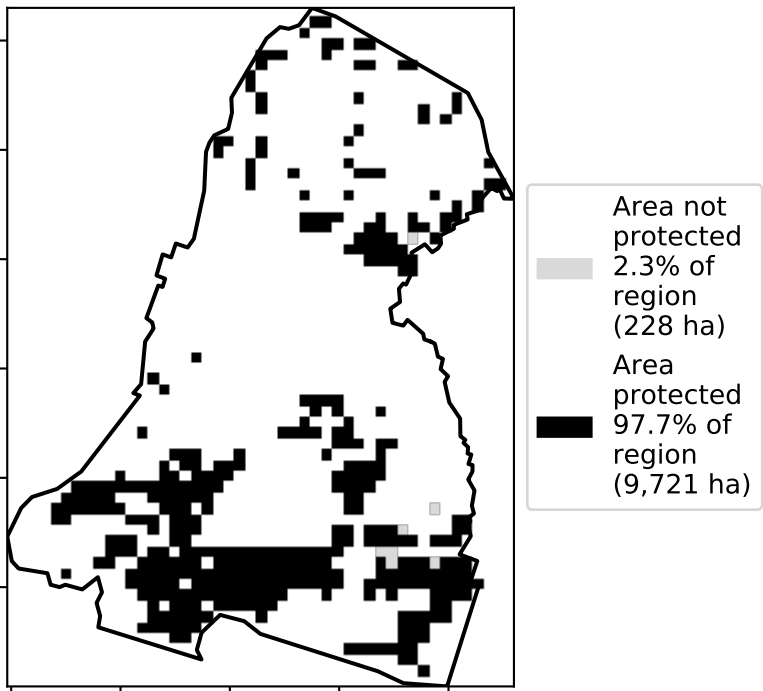 Area not
protected
2.3% of
region
(228 ha)
Area
protected
97.7% of
region
(9,721 ha)